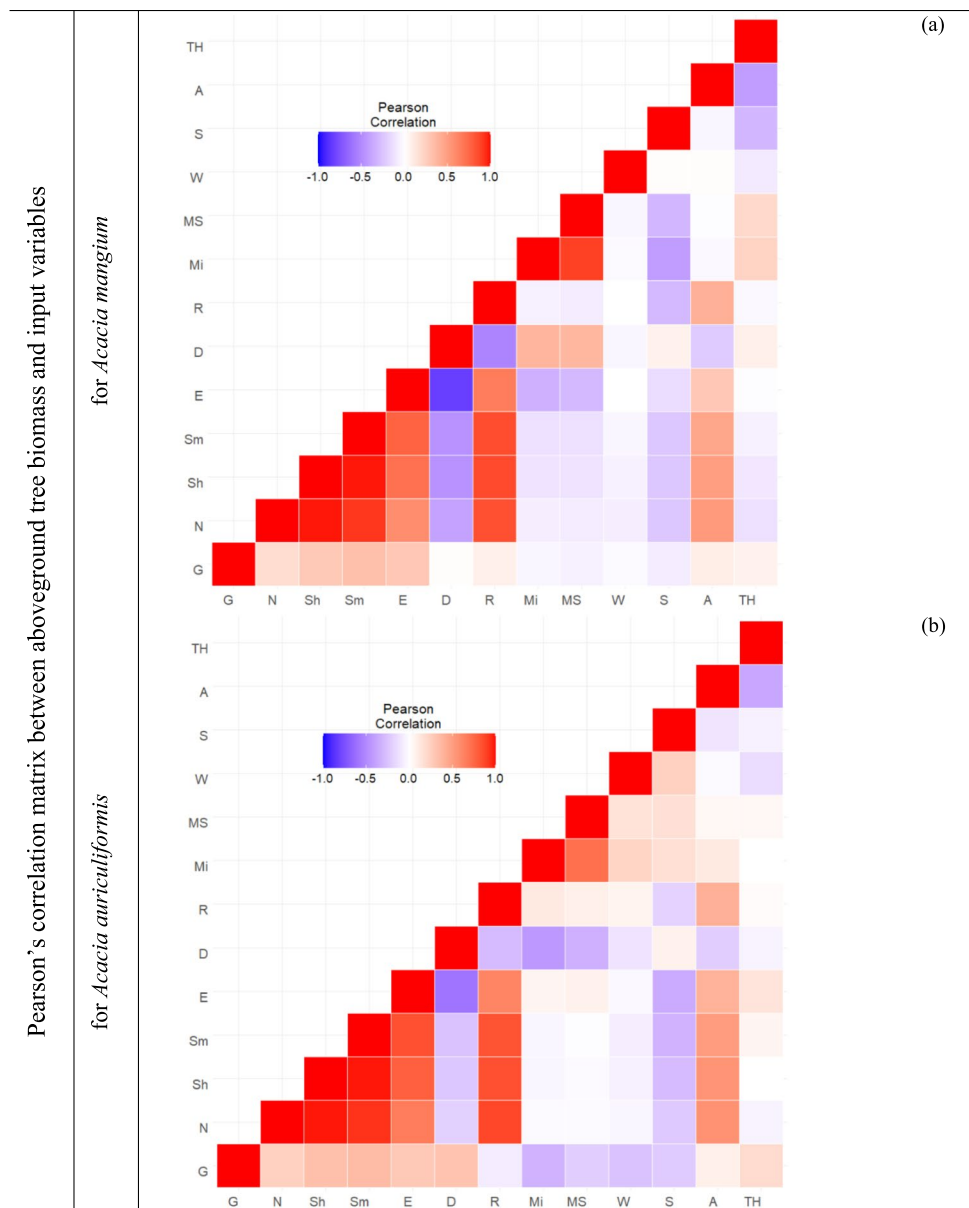 Pearson's correlation matrix between aboveground tree biomass and input variables
for Acacia mangium
(a)
TH
A
S
W
MS
Mi
R
D
E
Sm
Sh
N
G
Pearson
Correlation
-1.0 -0.5 0.0 0.5 1.0
G N Sh Sm E D R Mi MS W S A TH
for Acacia auriculiformis
(b)
TH
A
S
W
MS
Mi
R
D
E
Sm
Sh
N
G
Pearson
Correlation
-1.0 -0.5 0.0 0.5 1.0
G N Sh Sm E D R Mi MS W S A TH